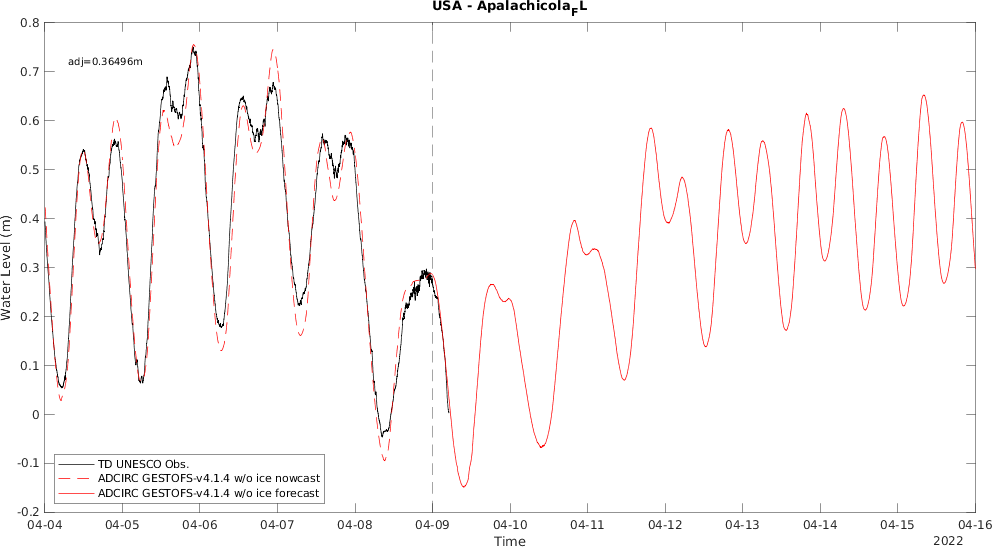 USA - ApalachicolaFL
adj=0.36496m
Water Level (m)
0.8
0.7
0.6
0.5
0.4
0.3
0.2
0.1
0
-0.1
-0.2
TD UNESCO Obs.
ADCIRC GESTOFS-v4.1.4 w/o ice nowcast
ADCIRC GESTOFS-v4.1.4 w/o ice forecast
04-04 04-05 04-06 04-07 04-08 04-09 04-10 04-11 04-12 04-13 04-14 04-15 04-16
Time
2022